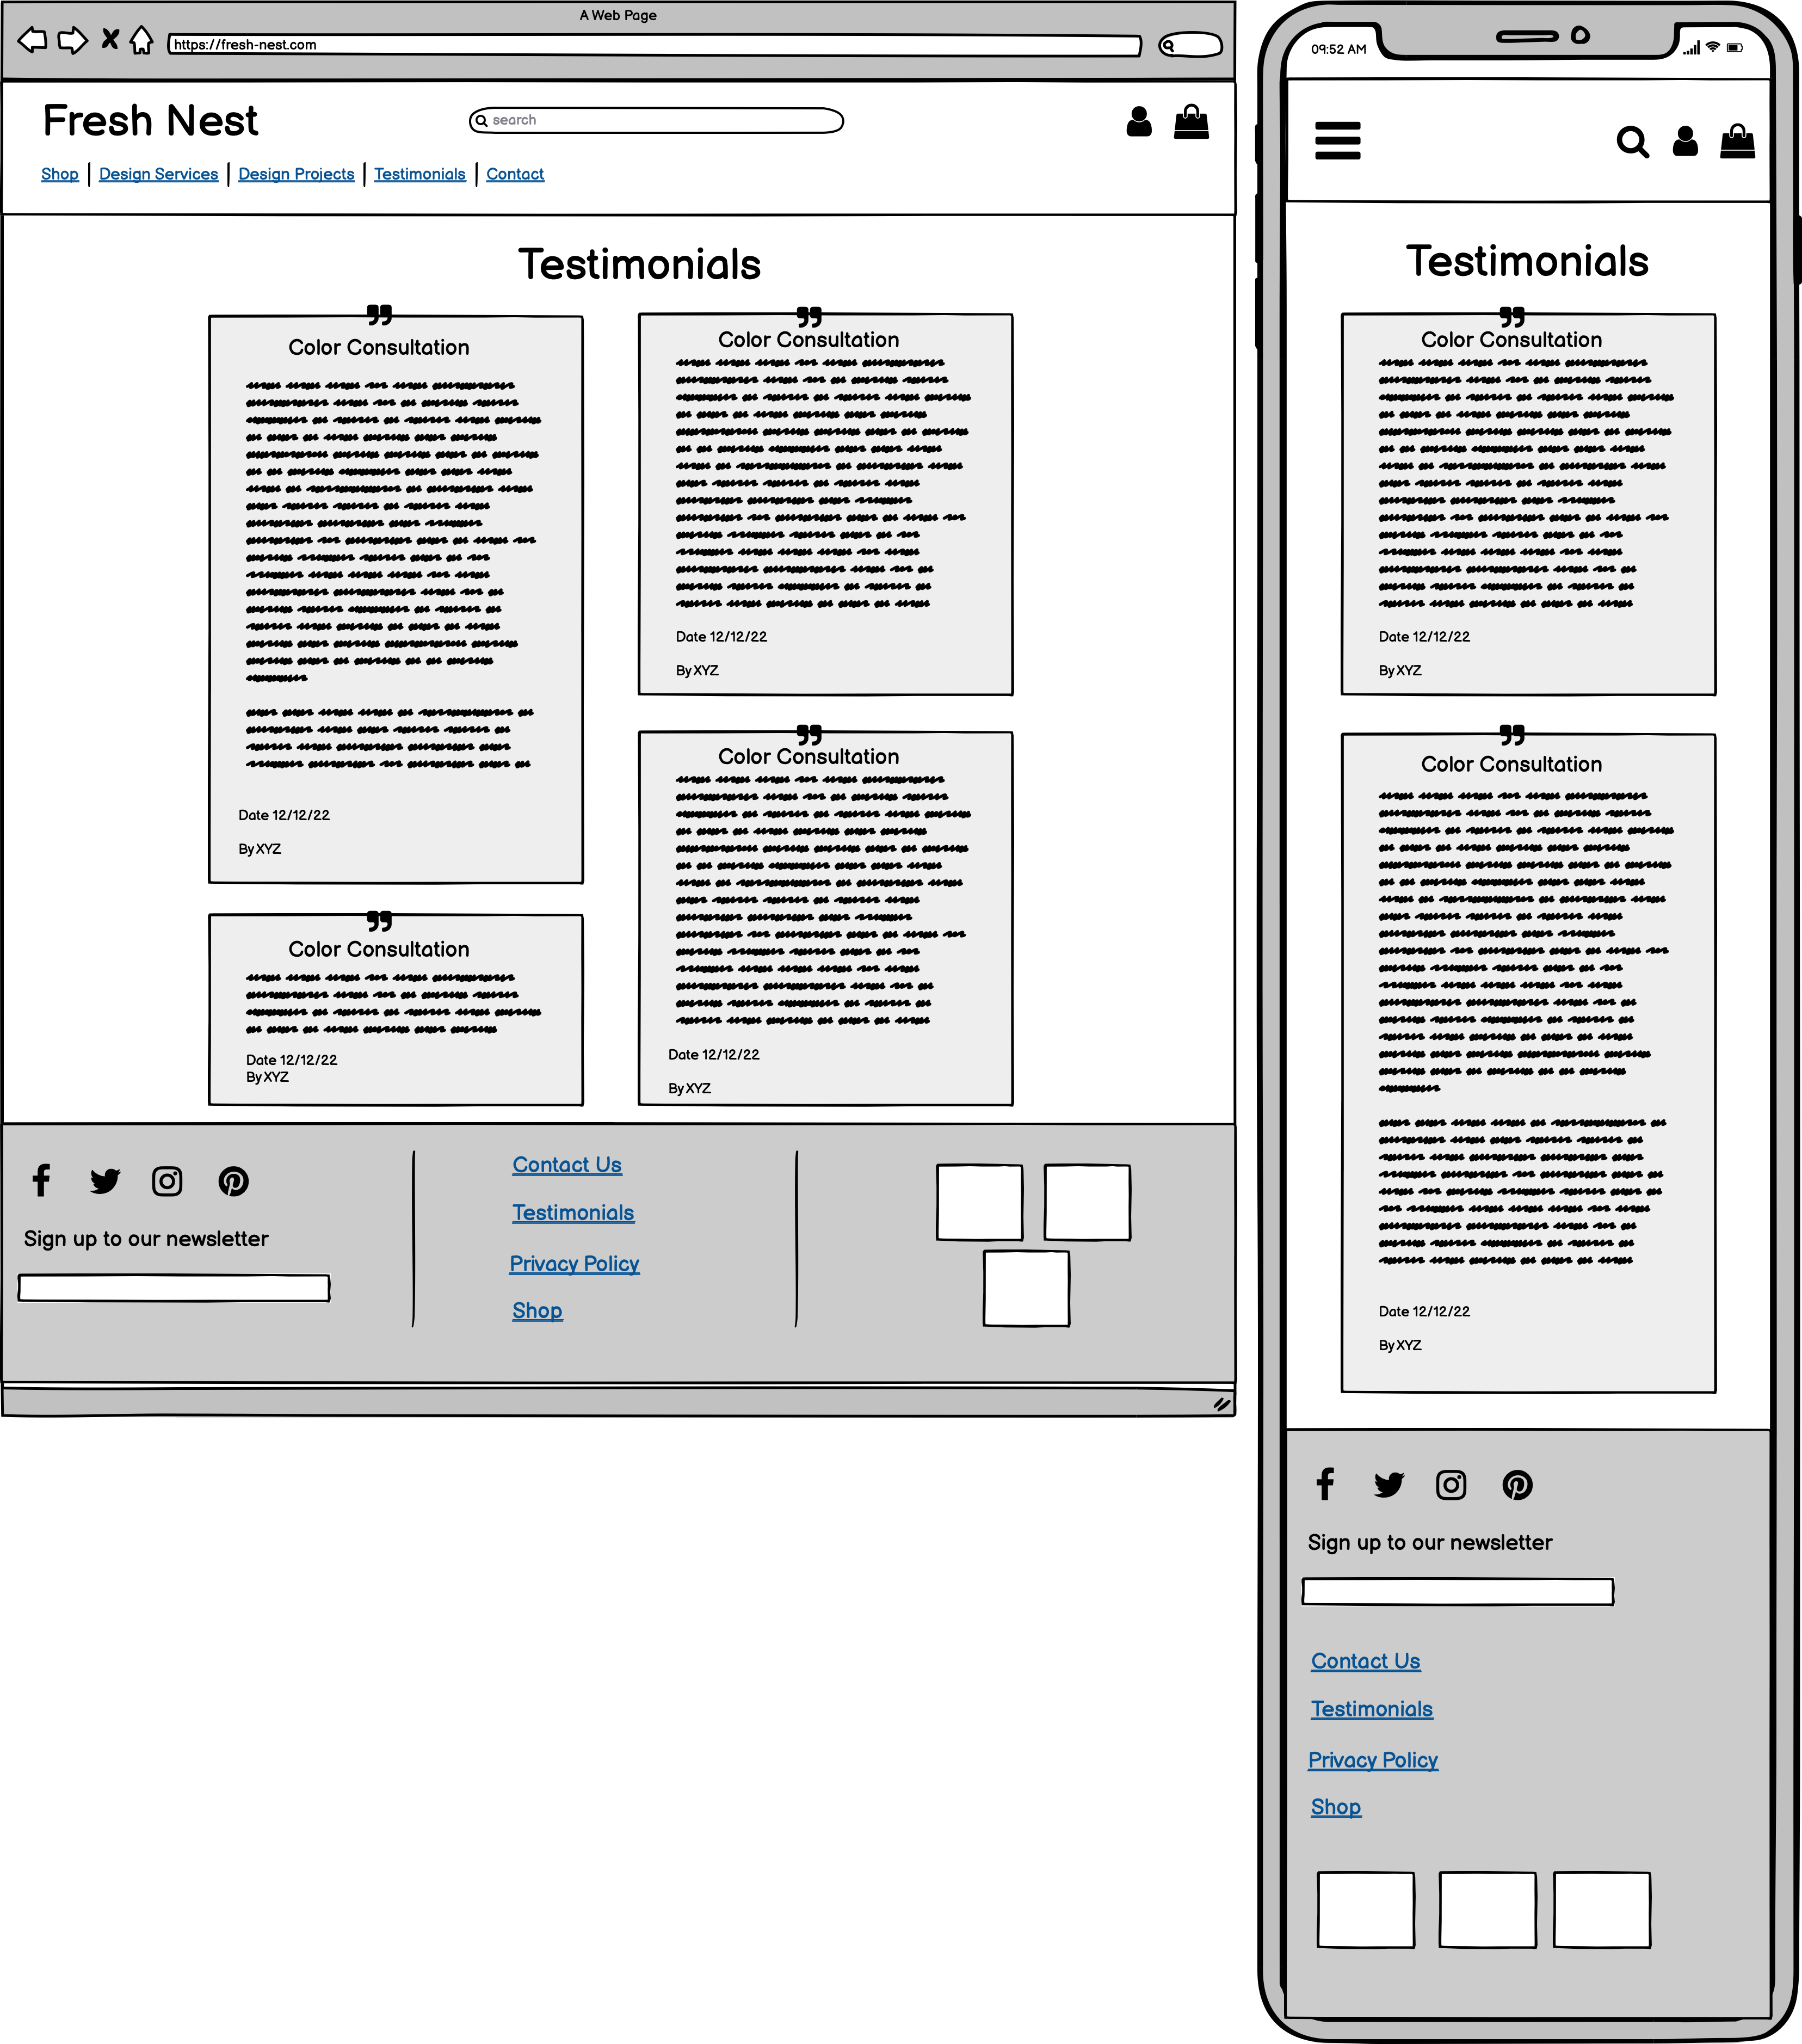 A Web Page
https://fresh-nest.com
Fresh Nest
search
Shop Design Services Design Projects Testimonials Contact
Testimonials
Color Consultation
Date 12/12/22
By XYZ
Color Consultation
Date 12/12/22
By XYZ
Color Consultation
Date 12/12/22
By XYZ
Color Consultation
Date 12/12/22
By XYZ
Sign up to our newsletter
Contact Us
Testimonials
Privacy Policy
Shop
09:52 AM
Testimonials
Color Consultation
Date 12/12/22
By XYZ
Color Consultation
Date 12/12/22
By XYZ
Sign up to our newsletter
Contact Us
Testimonials
Privacy Policy
Shop